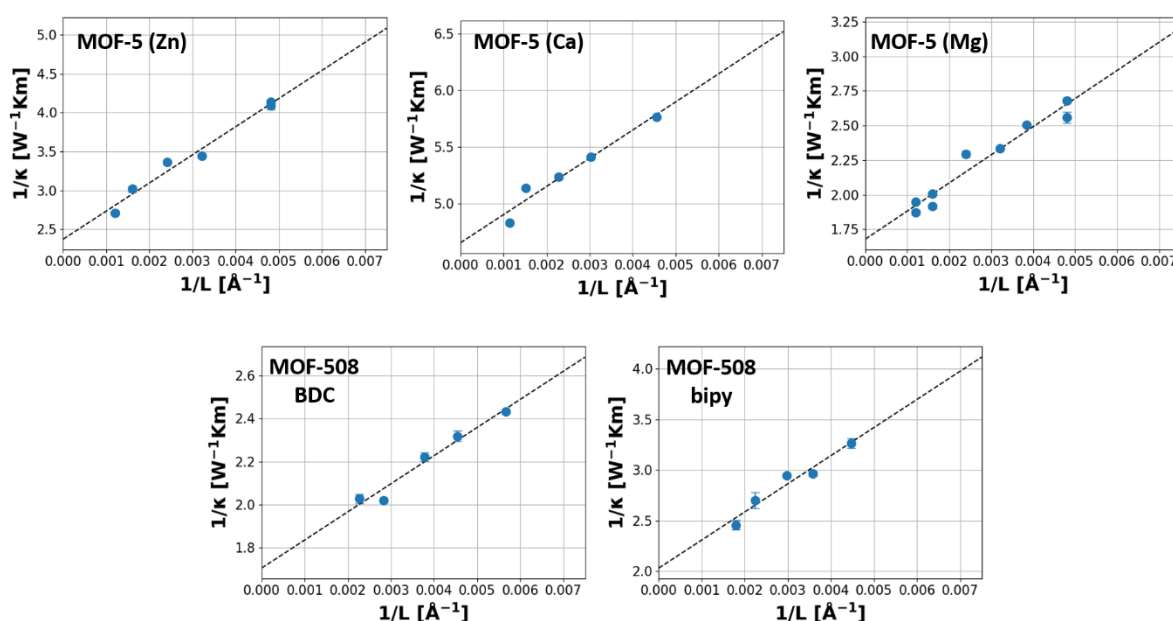 MOF-5 (Zn)
1/κ [W⁻¹Km]
5.0
4.5
4.0
3.5
3.0
2.5
0.000 0.001 0.002 0.003 0.004 0.005 0.006 0.007
1/L [Å⁻¹]
MOF-5 (Ca)
1/κ [W⁻¹Km]
6.5
6.0
5.5
5.0
0.000 0.001 0.002 0.003 0.004 0.005 0.006 0.007
1/L [Å⁻¹]
MOF-5 (Mg)
1/κ [W⁻¹Km]
3.25
3.00
2.75
2.50
2.25
2.00
1.75
0.000 0.001 0.002 0.003 0.004 0.005 0.006 0.007
1/L [Å⁻¹]
MOF-508
BDC
1/κ [W⁻¹Km]
2.6
2.4
2.2
2.0
1.8
0.000 0.001 0.002 0.003 0.004 0.005 0.006 0.007
1/L [Å⁻¹]
MOF-508
bipy
1/κ [W⁻¹Km]
4.0
3.5
3.0
2.5
2.0
0.000 0.001 0.002 0.003 0.004 0.005 0.006 0.007
1/L [Å⁻¹]